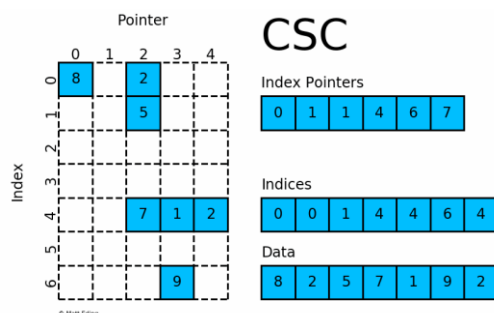 Pointer
CSC
0 1 2 3 4
0 8 2
Index Pointers
1 5
0 1 1 4 6 7
2
3
Indices
Index
4 7 1 2
0 0 1 4 4 6 4
5
Data
6 9
8 2 5 7 1 9 2
© Matt Eding